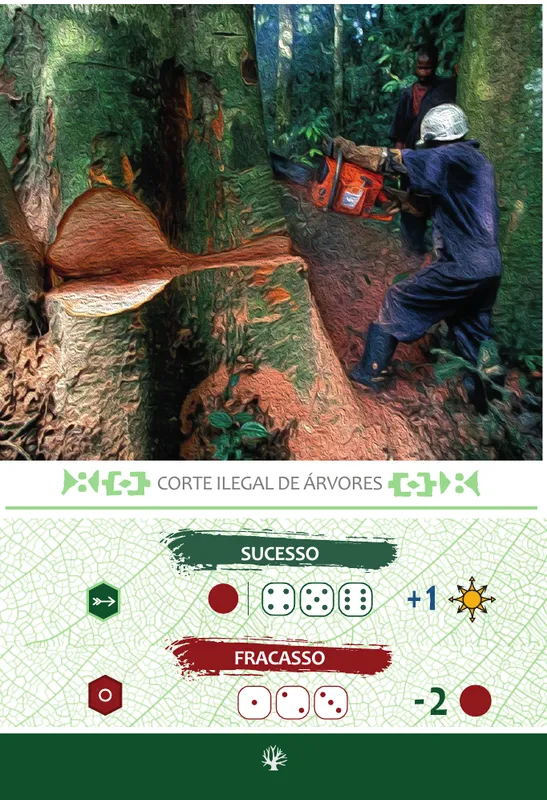 CORTE ILEGAL DE ÁRVORES
SUCESSO
+1
FRACASSO
-2